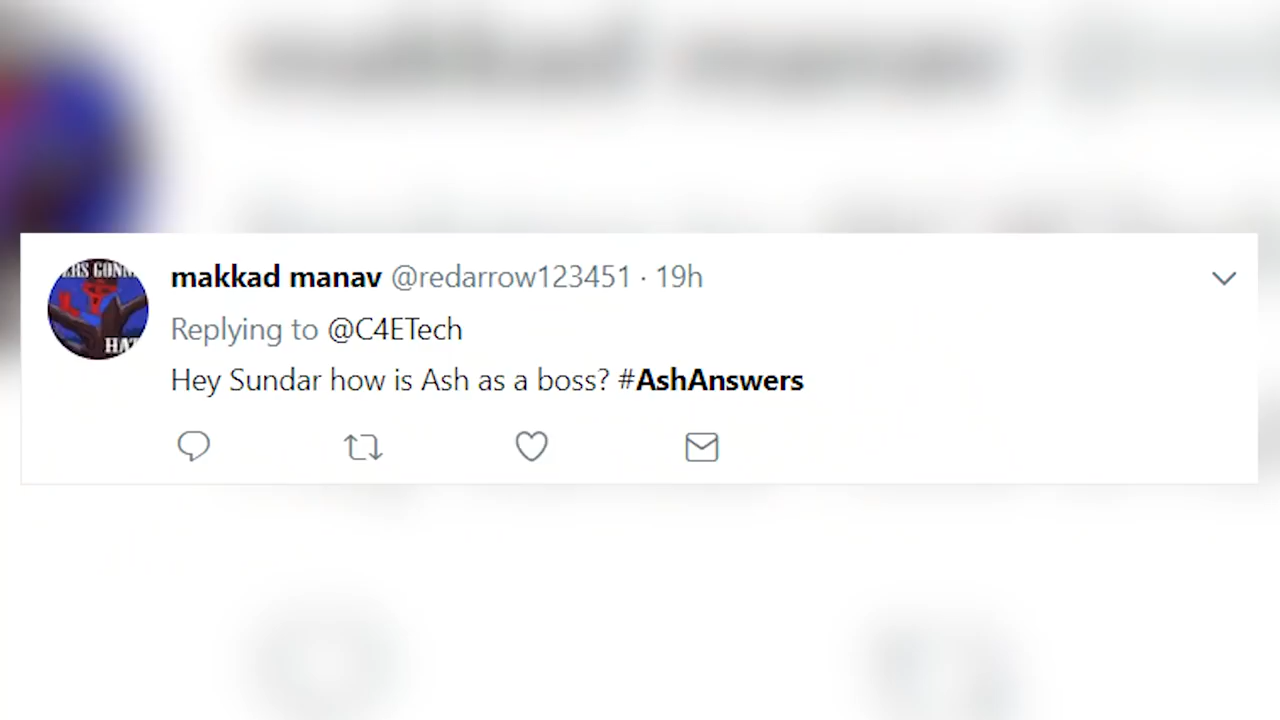 makkad manav @redarrow123451 · 19h
Replying to @C4ETech
Hey Sundar how is Ash as a boss? #AshAnswers